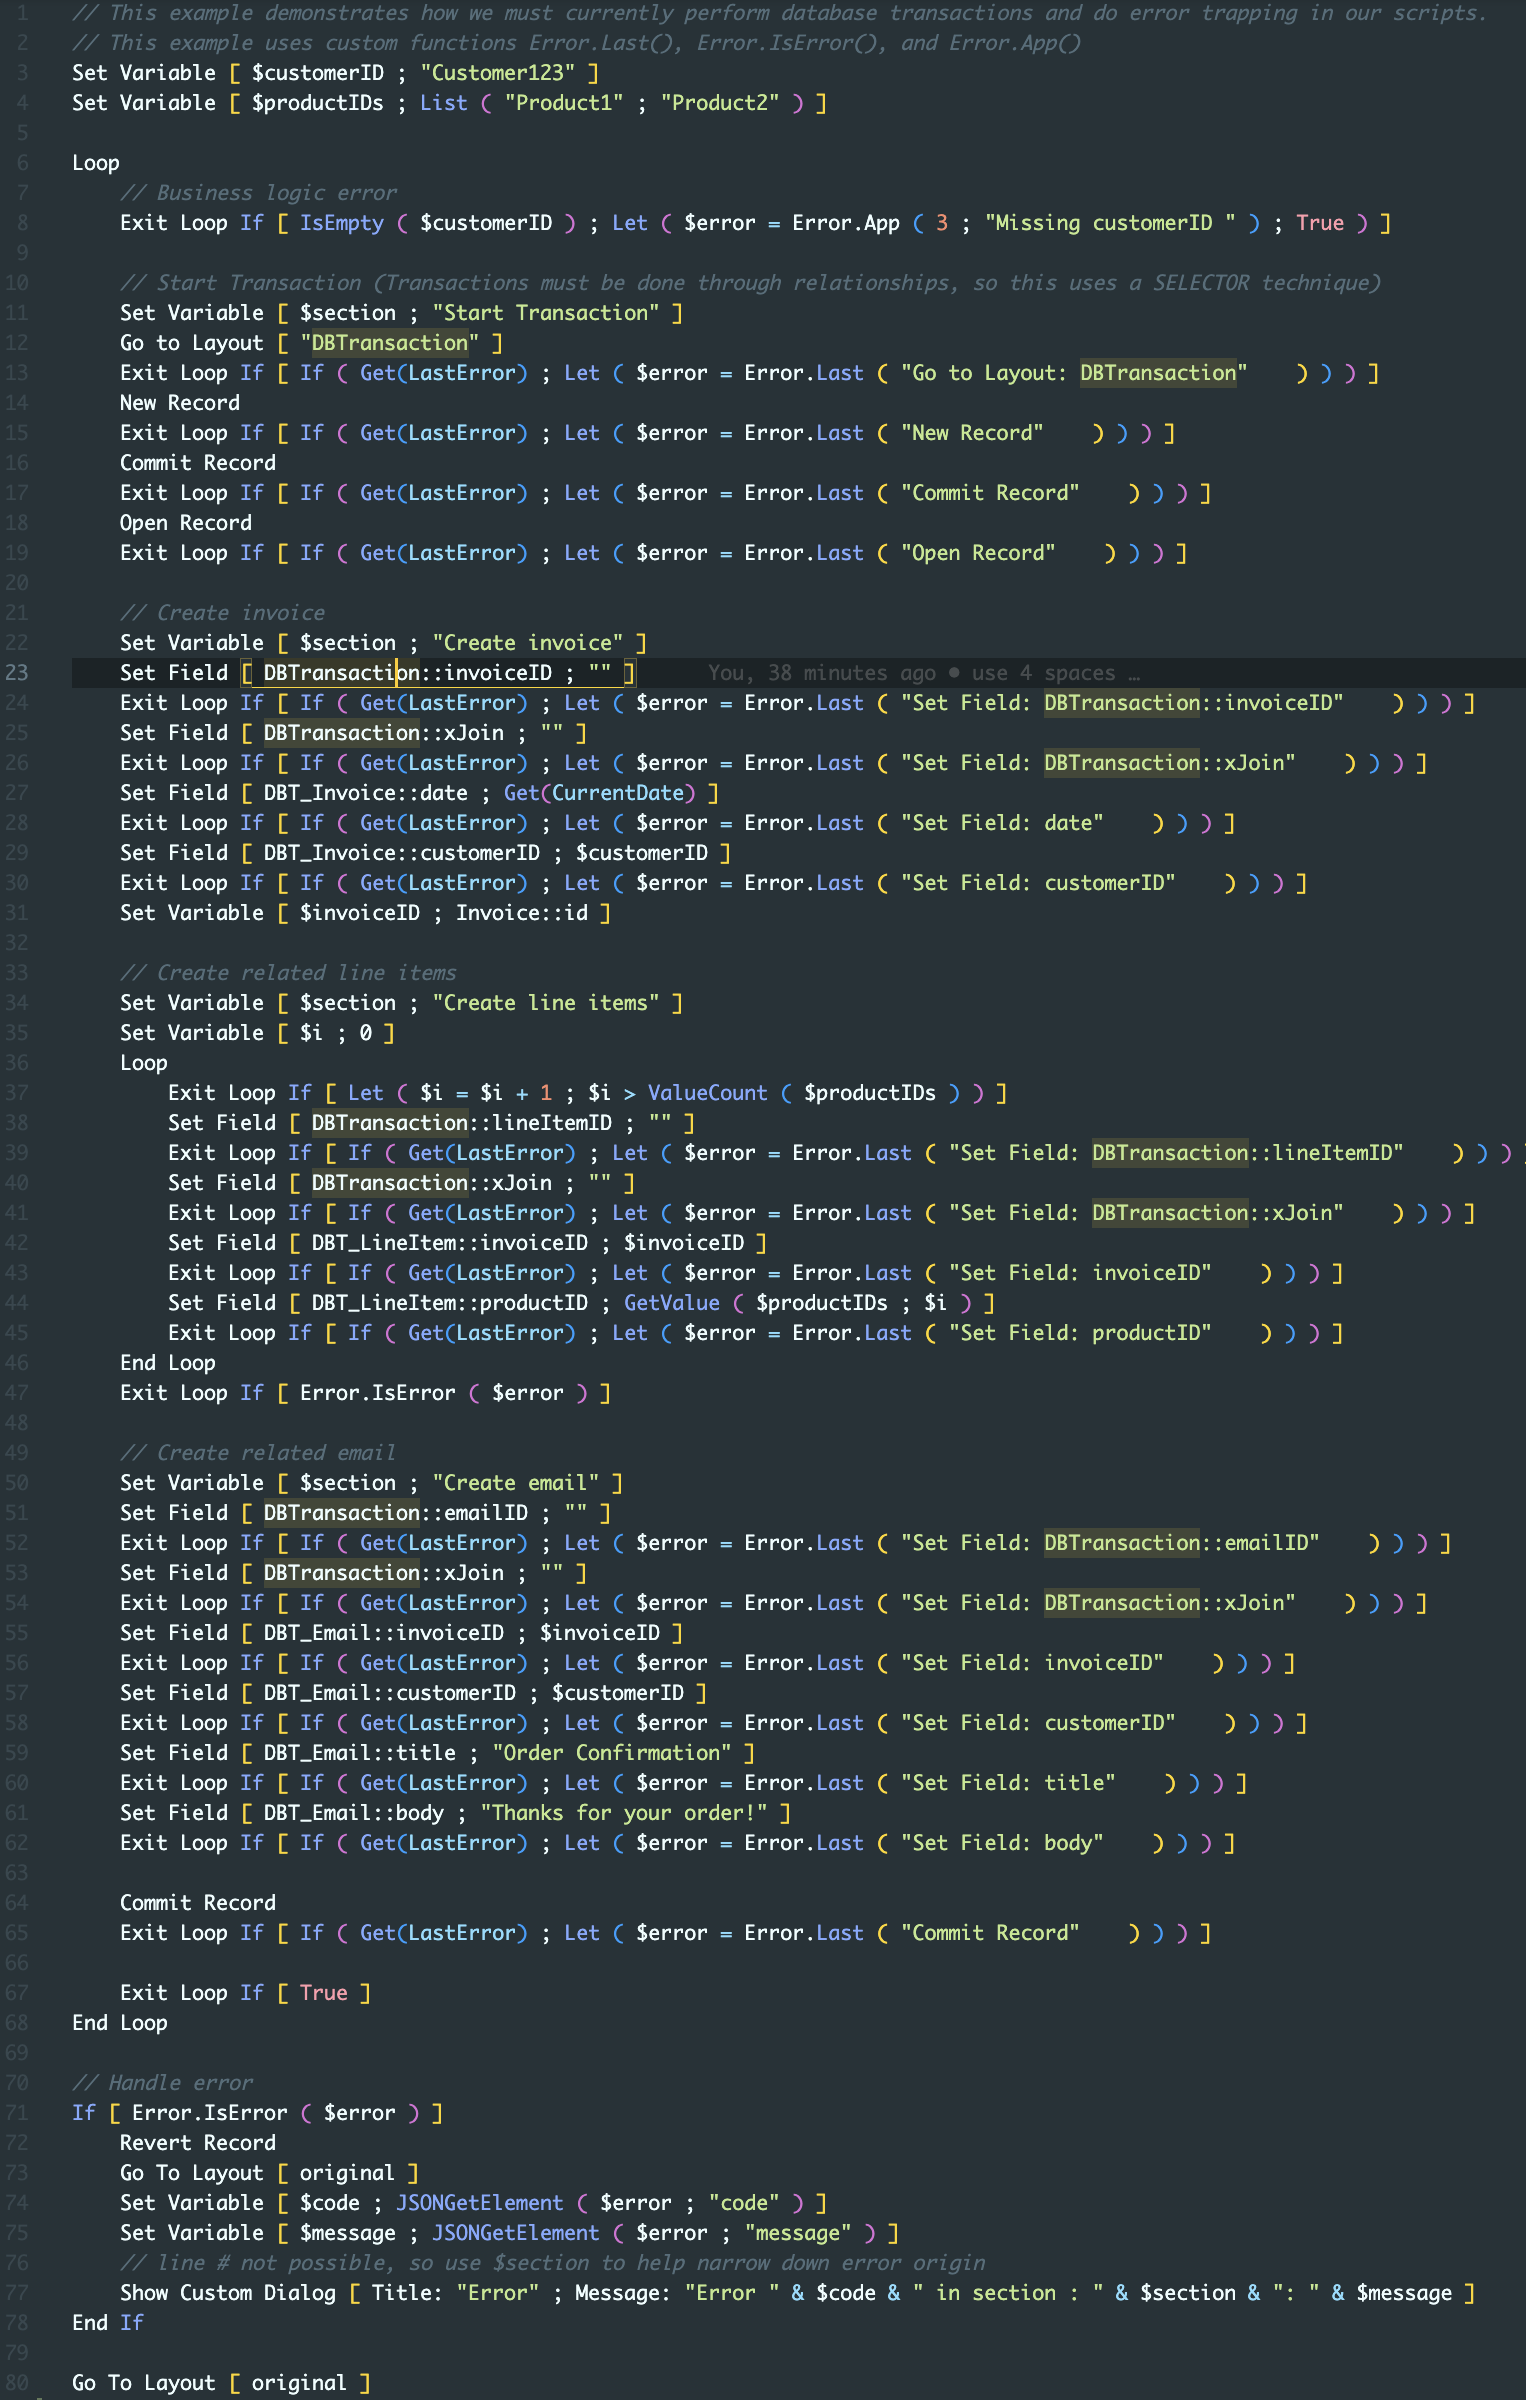 1 // This example demonstrates how we must currently perform database transactions and do error trapping in our scripts.
2 // This example uses custom functions Error.Last(), Error.IsError(), and Error.App()
3 Set Variable [ $customerID ; "Customer123" ]
4 Set Variable [ $productIDs ; List ( "Product1" ; "Product2" ) ]
5
6 Loop
7 // Business logic error
8 Exit Loop If [ IsEmpty ( $customerID ) ; Let ( $error = Error.App ( 3 ; "Missing customerID " ) ; True ) ]
9
10 // Start Transaction (Transactions must be done through relationships, so this uses a SELECTOR technique)
11 Set Variable [ $section ; "Start Transaction" ]
12 Go to Layout [ "DBTransaction" ]
13 Exit Loop If [ If ( Get(LastError) ; Let ( $error = Error.Last ( "Go to Layout: DBTransaction" ) ) ) ]
14 New Record
15 Exit Loop If [ If ( Get(LastError) ; Let ( $error = Error.Last ( "New Record" ) ) ) ]
16 Commit Record
17 Exit Loop If [ If ( Get(LastError) ; Let ( $error = Error.Last ( "Commit Record" ) ) ) ]
18 Open Record
19 Exit Loop If [ If ( Get(LastError) ; Let ( $error = Error.Last ( "Open Record" ) ) ) ]
20
21 // Create invoice
22 Set Variable [ $section ; "Create invoice" ]
23 Set Field [ DBTransaction::invoiceID ; "" ] You, 38 minutes ago • use 4 spaces …
24 Exit Loop If [ If ( Get(LastError) ; Let ( $error = Error.Last ( "Set Field: DBTransaction::invoiceID" ) ) ) ]
25 Set Field [ DBTransaction::xJoin ; "" ]
26 Exit Loop If [ If ( Get(LastError) ; Let ( $error = Error.Last ( "Set Field: DBTransaction::xJoin" ) ) ) ]
27 Set Field [ DBT_Invoice::date ; Get(CurrentDate) ]
28 Exit Loop If [ If ( Get(LastError) ; Let ( $error = Error.Last ( "Set Field: date" ) ) ) ]
29 Set Field [ DBT_Invoice::customerID ; $customerID ]
30 Exit Loop If [ If ( Get(LastError) ; Let ( $error = Error.Last ( "Set Field: customerID" ) ) ) ]
31 Set Variable [ $invoiceID ; Invoice::id ]
32
33 // Create related line items
34 Set Variable [ $section ; "Create line items" ]
35 Set Variable [ $i ; 0 ]
36 Loop
37 Exit Loop If [ Let ( $i = $i + 1 ; $i > ValueCount ( $productIDs ) ) ]
38 Set Field [ DBTransaction::lineItemID ; "" ]
39 Exit Loop If [ If ( Get(LastError) ; Let ( $error = Error.Last ( "Set Field: DBTransaction::lineItemID" ) ) )
40 Set Field [ DBTransaction::xJoin ; "" ]
41 Exit Loop If [ If ( Get(LastError) ; Let ( $error = Error.Last ( "Set Field: DBTransaction::xJoin" ) ) ) ]
42 Set Field [ DBT_LineItem::invoiceID ; $invoiceID ]
43 Exit Loop If [ If ( Get(LastError) ; Let ( $error = Error.Last ( "Set Field: invoiceID" ) ) ) ]
44 Set Field [ DBT_LineItem::productID ; GetValue ( $productIDs ; $i ) ]
45 Exit Loop If [ If ( Get(LastError) ; Let ( $error = Error.Last ( "Set Field: productID" ) ) ) ]
46 End Loop
47 Exit Loop If [ Error.IsError ( $error ) ]
48
49 // Create related email
50 Set Variable [ $section ; "Create email" ]
51 Set Field [ DBTransaction::emailID ; "" ]
52 Exit Loop If [ If ( Get(LastError) ; Let ( $error = Error.Last ( "Set Field: DBTransaction::emailID" ) ) ) ]
53 Set Field [ DBTransaction::xJoin ; "" ]
54 Exit Loop If [ If ( Get(LastError) ; Let ( $error = Error.Last ( "Set Field: DBTransaction::xJoin" ) ) ) ]
55 Set Field [ DBT_Email::invoiceID ; $invoiceID ]
56 Exit Loop If [ If ( Get(LastError) ; Let ( $error = Error.Last ( "Set Field: invoiceID" ) ) ) ]
57 Set Field [ DBT_Email::customerID ; $customerID ]
58 Exit Loop If [ If ( Get(LastError) ; Let ( $error = Error.Last ( "Set Field: customerID" ) ) ) ]
59 Set Field [ DBT_Email::title ; "Order Confirmation" ]
60 Exit Loop If [ If ( Get(LastError) ; Let ( $error = Error.Last ( "Set Field: title" ) ) ) ]
61 Set Field [ DBT_Email::body ; "Thanks for your order!" ]
62 Exit Loop If [ If ( Get(LastError) ; Let ( $error = Error.Last ( "Set Field: body" ) ) ) ]
63
64 Commit Record
65 Exit Loop If [ If ( Get(LastError) ; Let ( $error = Error.Last ( "Commit Record" ) ) ) ]
66
67 Exit Loop If [ True ]
68 End Loop
69
70 // Handle error
71 If [ Error.IsError ( $error ) ]
72 Revert Record
73 Go To Layout [ original ]
74 Set Variable [ $code ; JSONGetElement ( $error ; "code" ) ]
75 Set Variable [ $message ; JSONGetElement ( $error ; "message" ) ]
76 // line # not possible, so use $section to help narrow down error origin
77 Show Custom Dialog [ Title: "Error" ; Message: "Error " & $code & " in section : " & $section & ": " & $message ]
78 End If
79
80 Go To Layout [ original ]